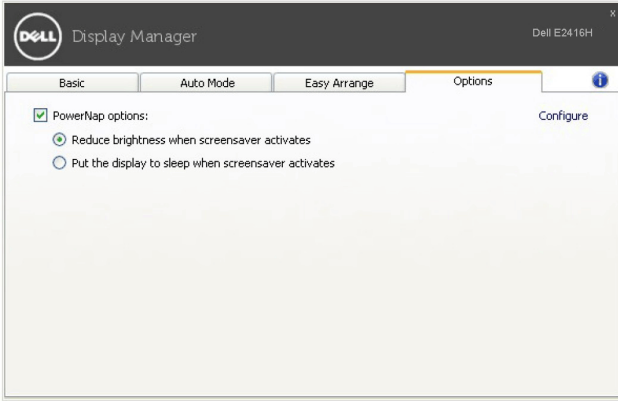 x
DELL Display Manager Dell E2416H
Basic Auto Mode Easy Arrange Options i
PowerNap options: Configure
Reduce brightness when screensaver activates
Put the display to sleep when screensaver activates